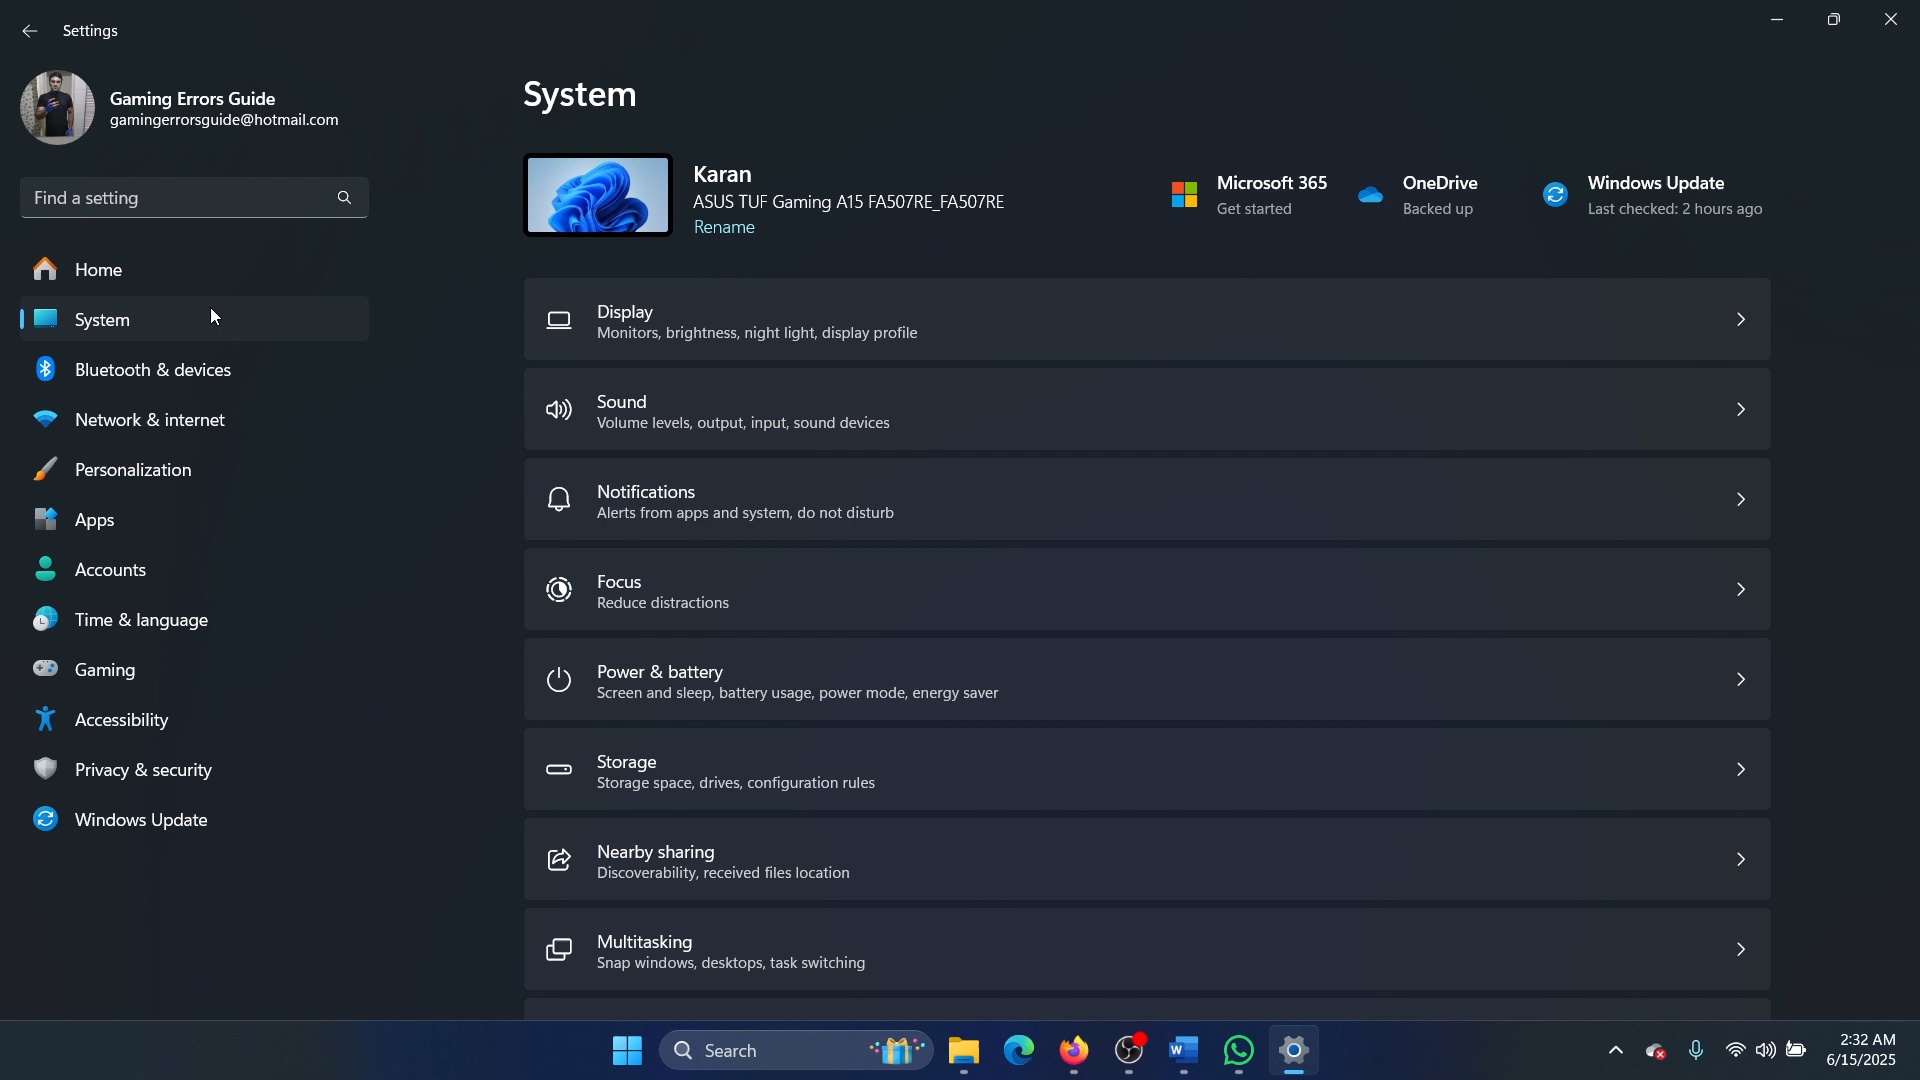 Settings
Gaming Errors Guide
gamingerrorsguide@hotmail.com
Find a setting
Home
System
Bluetooth & devices
Network & internet
Personalization
Apps
Accounts
Time & language
Gaming
Accessibility
Privacy & security
Windows Update
System
Karan
ASUS TUF Gaming A15 FA507RE_FA507RE
Rename
Microsoft 365
Get started
OneDrive
Backed up
Windows Update
Last checked: 2 hours ago
Display
Monitors, brightness, night light, display profile
Sound
Volume levels, output, input, sound devices
Notifications
Alerts from apps and system, do not disturb
Focus
Reduce distractions
Power & battery
Screen and sleep, battery usage, power mode, energy saver
Storage
Storage space, drives, configuration rules
Nearby sharing
Discoverability, received files location
Multitasking
Snap windows, desktops, task switching
Search
W
2:32 AM
6/15/2025